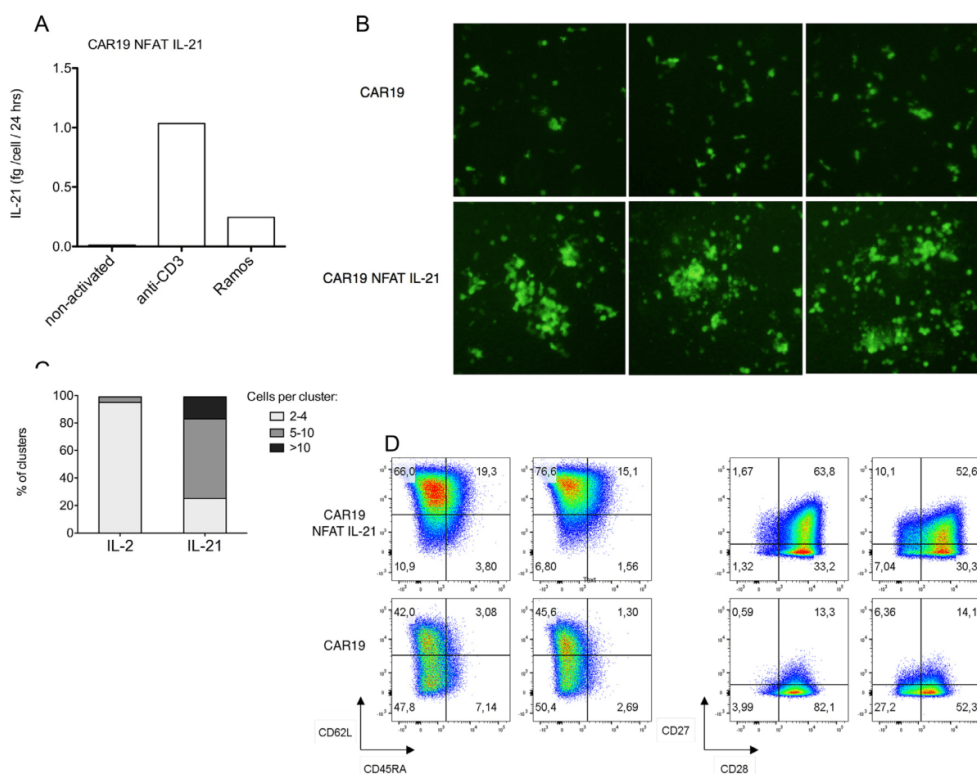 A
CAR19 NFAT IL-21
IL-21 (fg /cell / 24 hrs)
1.5
1.0
0.5
0.0
non-activated
anti-CD3
Ramos
B
CAR19
CAR19 NFAT IL-21
% of clusters
100
80
60
40
20
0
IL-2
IL-21
Cells per cluster:
2-4
5-10
>10
D
CAR19
NFAT IL-21
66,0 19,3
10,9 3,80
76,6 15,1
6,80 1,56
1,67 63,8
1,32 33,2
10,1 52,6
7,04 30,3
CAR19
42,0 3,08
47,8 7,14
45,6 1,30
50,4 2,69
0,59 13,3
3,99 82,1
6,36 14,1
27,2 52,3
CD62L
CD45RA
CD27
CD28